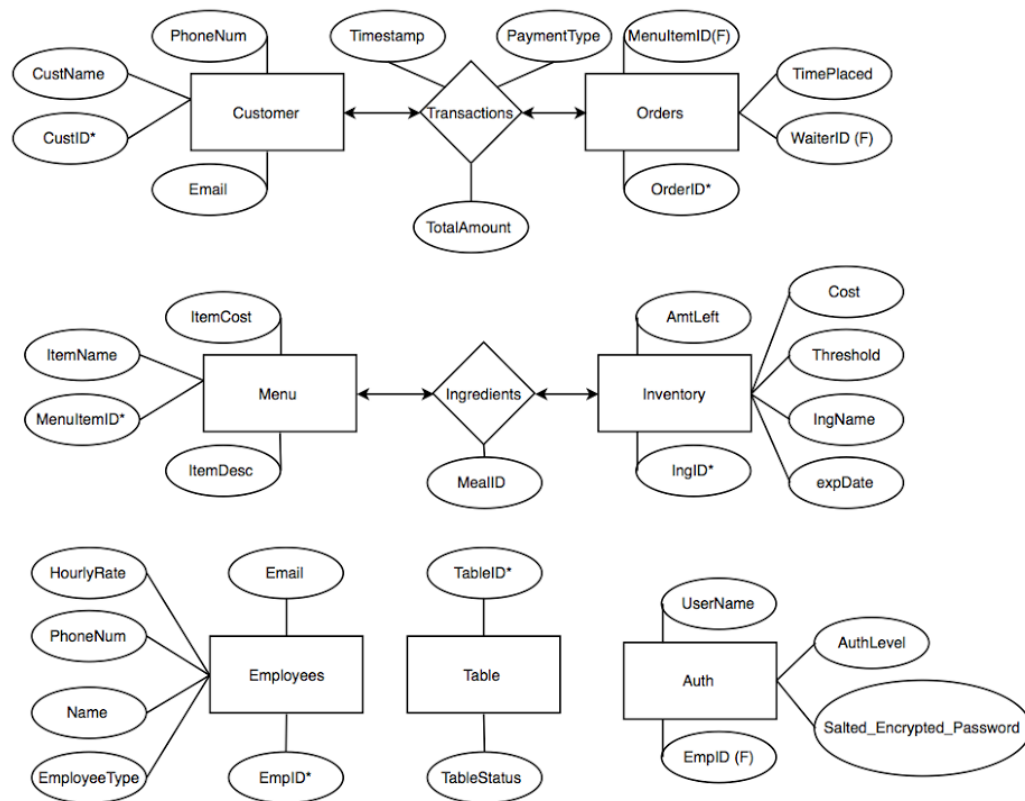 PhoneNum
Timestamp
PaymentType
MenuItemID(F)
CustName
TimePlaced
Customer
Transactions
Orders
CustID*
WaiterID (F)
Email
OrderID*
TotalAmount
ItemCost
AmtLeft
Cost
ItemName
Threshold
Menu
Ingredients
Inventory
MenuItemID*
IngName
ItemDesc
MealID
IngID*
expDate
HourlyRate
Email
TableID*
UserName
PhoneNum
AuthLevel
Employees
Table
Auth
Name
Salted_Encrypted_Password
EmployeeType
EmpID*
TableStatus
EmpID (F)